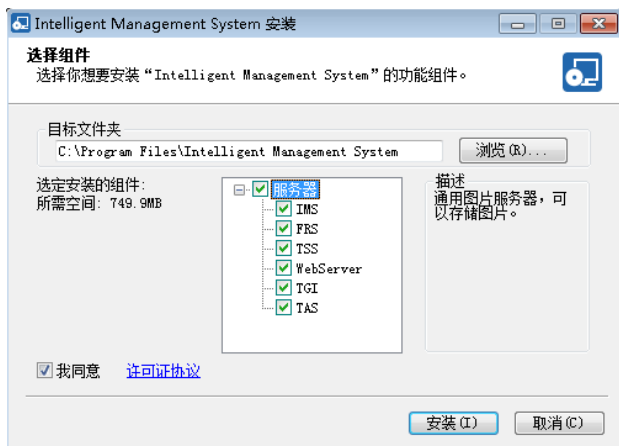 Intelligent Management System 安装
选择组件
选择你想要安装“Intelligent Management System”的功能组件。
目标文件夹
C:\Program Files\Intelligent Management System
浏览(R)...
选定安装的组件:
所需空间: 749.9MB
服务器
IMS
FRS
TSS
WebServer
TGI
TAS
描述
通用图片服务器，可
以存储图片。
我同意 许可证协议
安装(I) 取消(C)